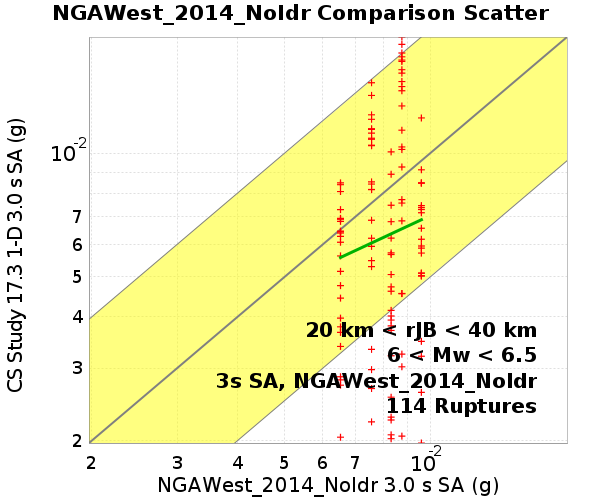 NGAWest_2014_NoIdr Comparison Scatter
CS Study 17.3 1-D 3.0 s SA (g)
10-2
7
6
5
4
3
2
20 km < rJB < 40 km
6 < Mw < 6.5
3s SA, NGAWest_2014_NoIdr
114 Ruptures
2 3 4 5 6 7 10-2
NGAWest_2014_NoIdr 3.0 s SA (g)